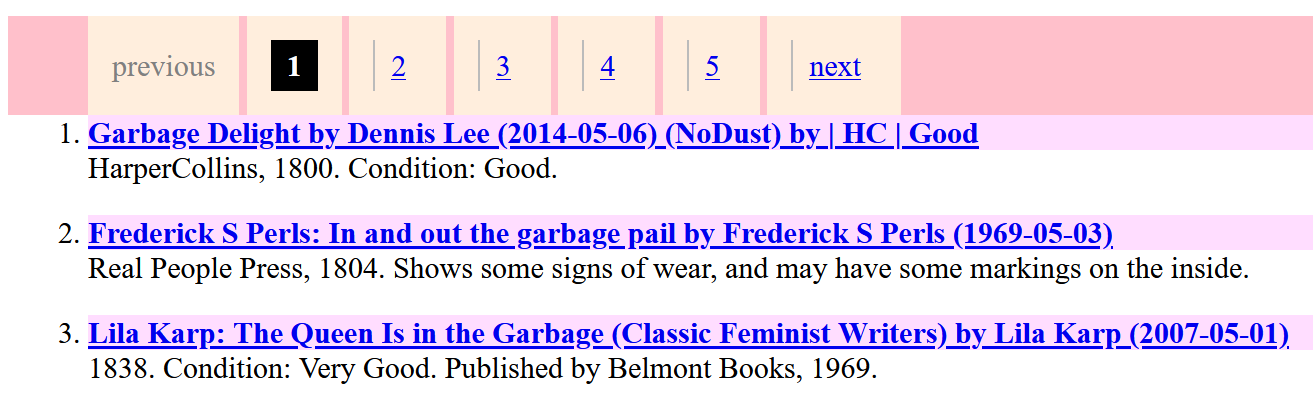 previous 1 2 3 4 5 next
1. Garbage Delight by Dennis Lee (2014-05-06) (NoDust) by | HC | Good
HarperCollins, 1800. Condition: Good.
2. Frederick S Perls: In and out the garbage pail by Frederick S Perls (1969-05-03)
Real People Press, 1804. Shows some signs of wear, and may have some markings on the inside.
3. Lila Karp: The Queen Is in the Garbage (Classic Feminist Writers) by Lila Karp (2007-05-01)
1838. Condition: Very Good. Published by Belmont Books, 1969.